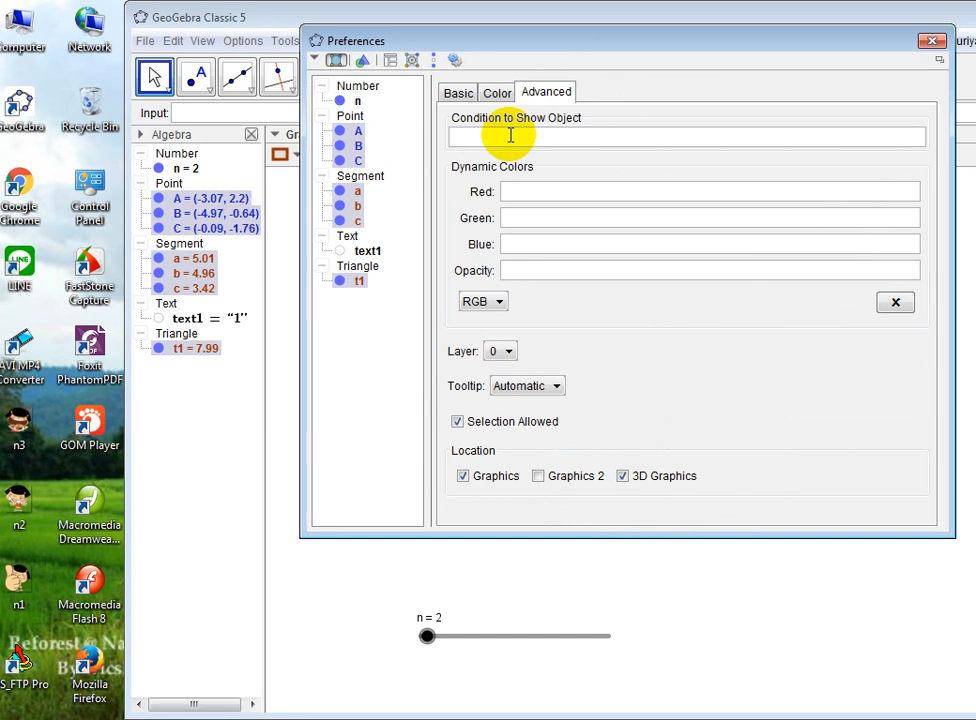 Computer
Network
GeoGebra
Recycle Bin
Google
Chrome
Control
Panel
LINE
FastStone
Capture
AVI MP4
Converter
Foxit
PhantomPDF
n3
GOM Player
n2
Macromedia
Dreamwea...
n1
Macromedia
Flash 8
Reforest@Na
S_FTP Pro
Mozilla
Firefox
GeoGebra Classic 5
File Edit View Options Tools
A
Input:
Algebra
Gr
Number
n = 2
Point
A = (-3.07, 2.2)
B = (-4.97, -0.64)
C = (-0.09, -1.76)
Segment
a = 5.01
b = 4.96
c = 3.42
Text
text1 = “1”
Triangle
t1 = 7.99
Preferences
Number
n
Point
A
B
C
Segment
a
b
c
Text
text1
Triangle
t1
Basic Color Advanced
Condition to Show Object
Dynamic Colors
Red:
Green:
Blue:
Opacity:
RGB
Layer: 0
Tooltip: Automatic
Selection Allowed
Location
Graphics Graphics 2 3D Graphics
n = 2